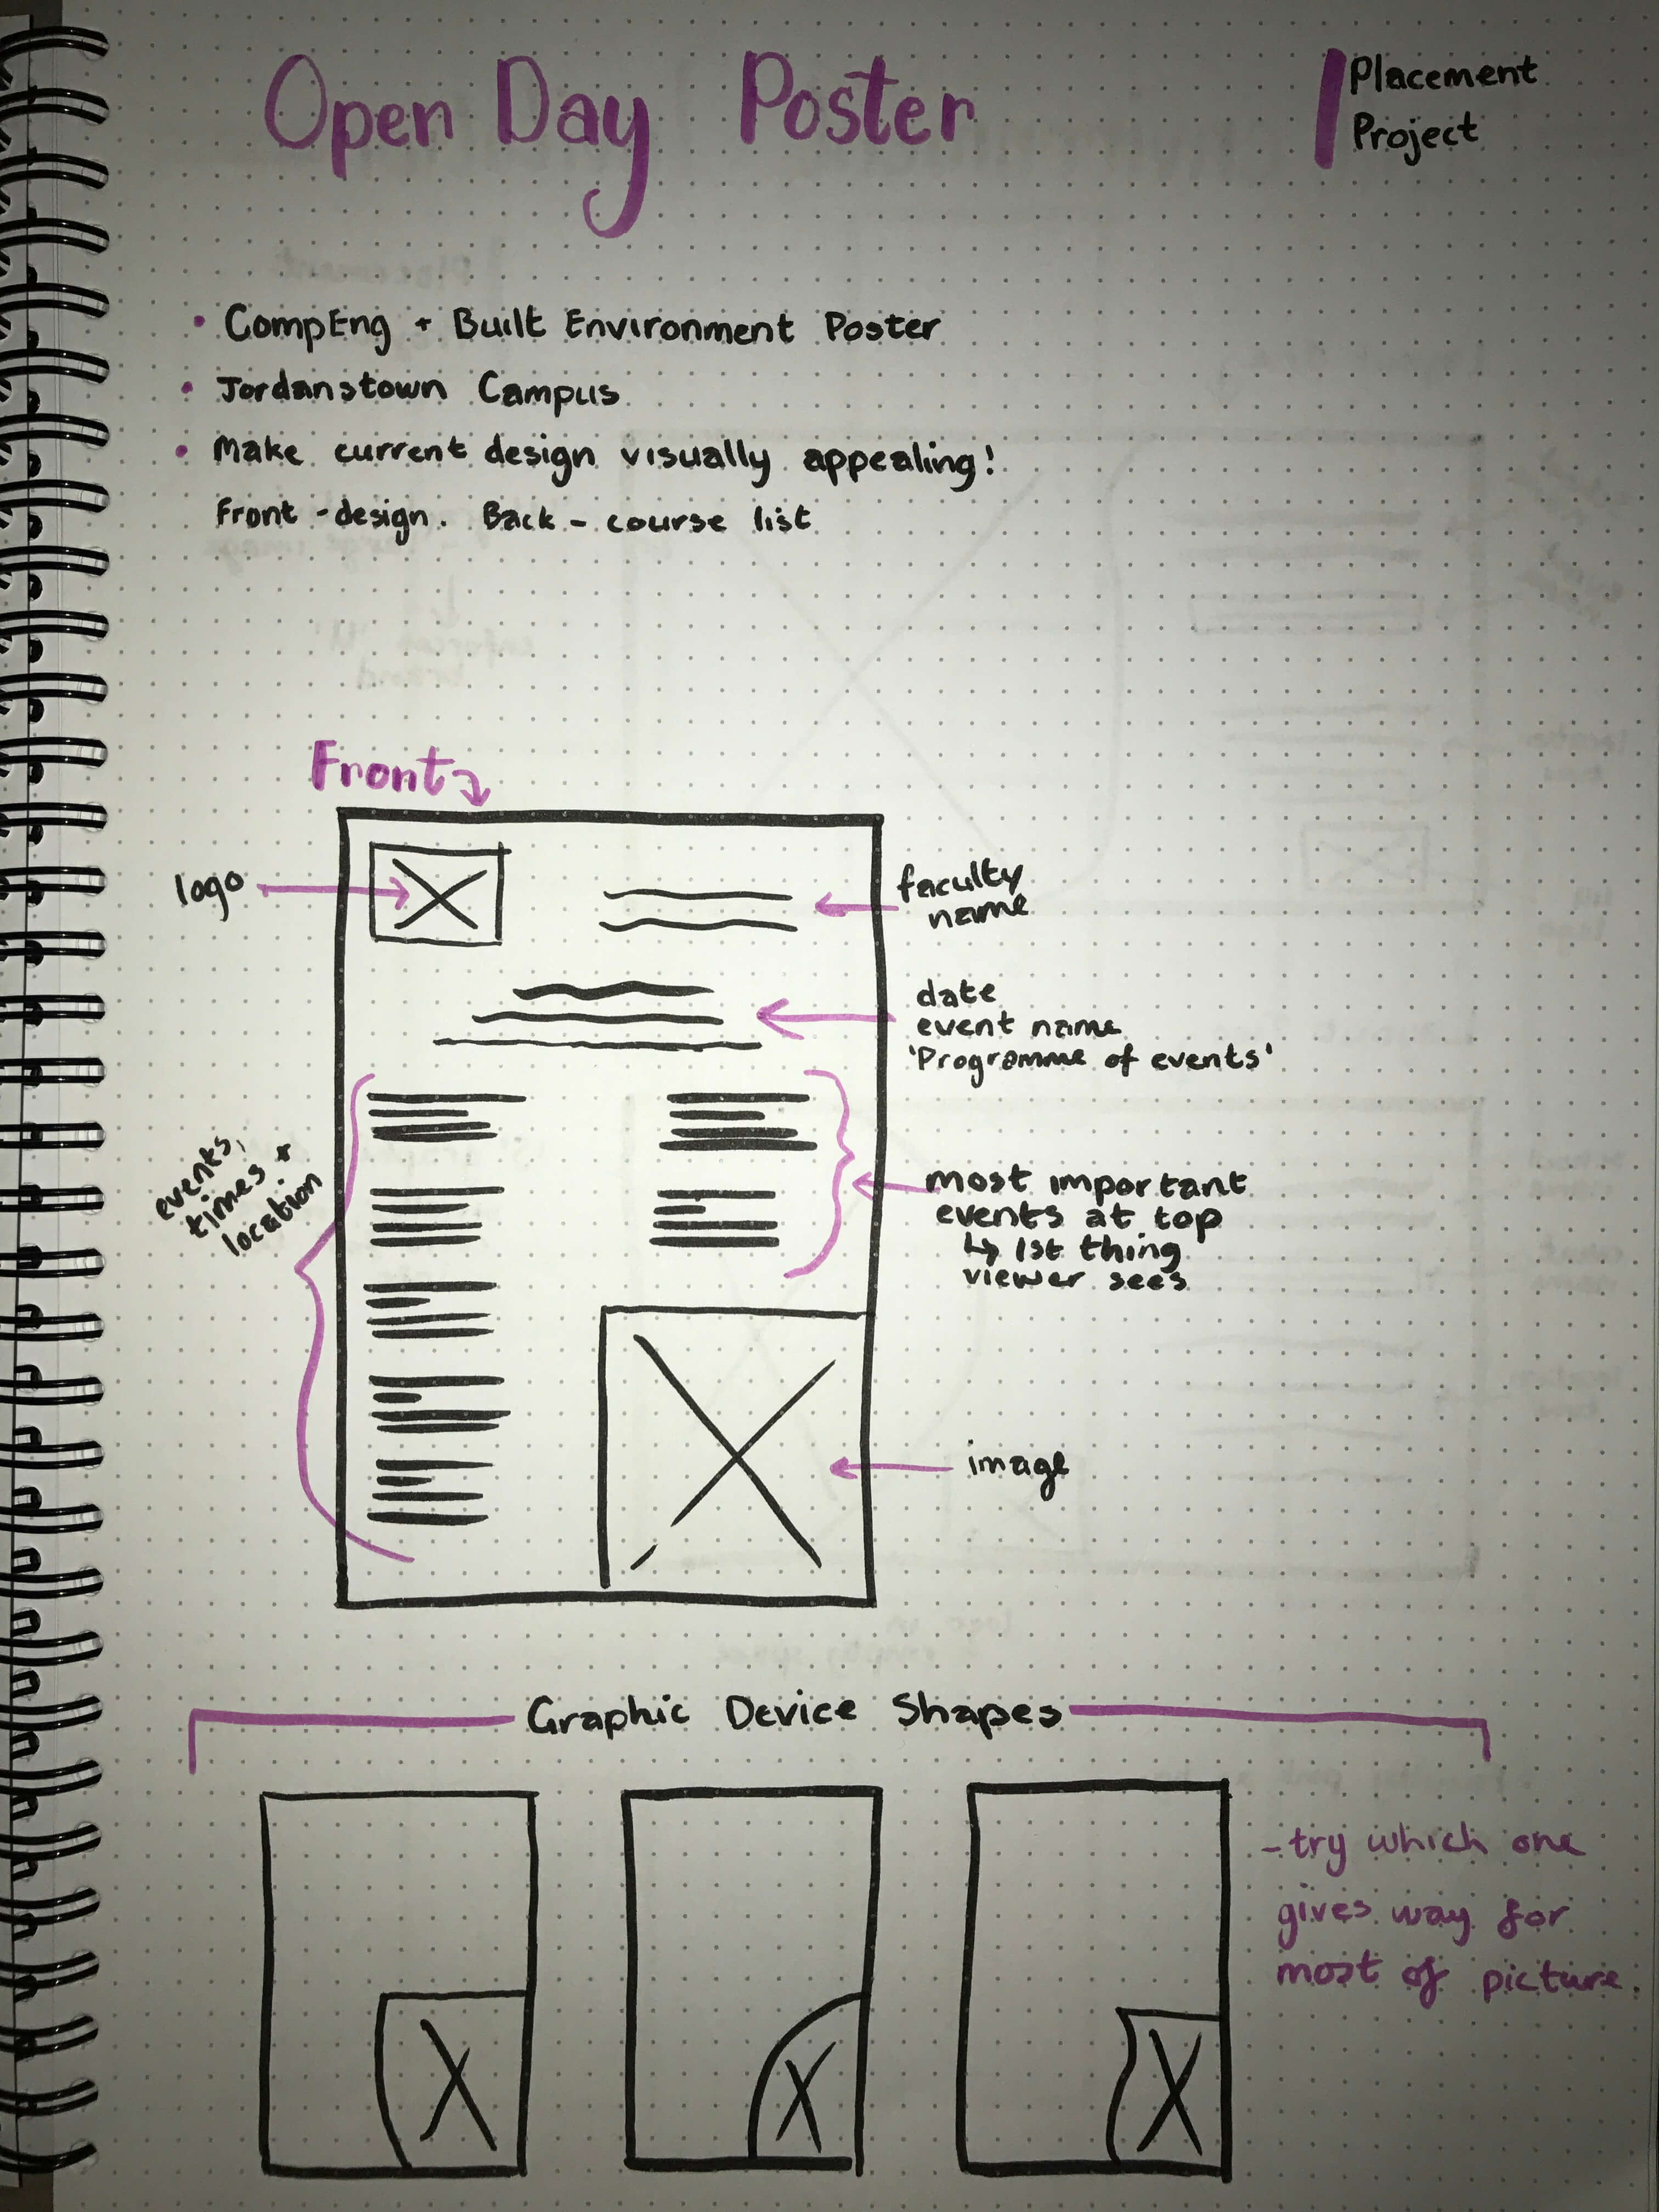 Open Day Poster
Placement
Project
• CompEng + Built Environment Poster
• Jordanstown Campus
• Make current design visually appealing!
Front - design. Back - course list
Front
logo
faculty
name
date
event name
'Programme of events'
events,
times +
location
most important
events at top
↳ 1st thing
viewer sees
image
Graphic Device Shapes
- try which one
gives way for
most of picture.